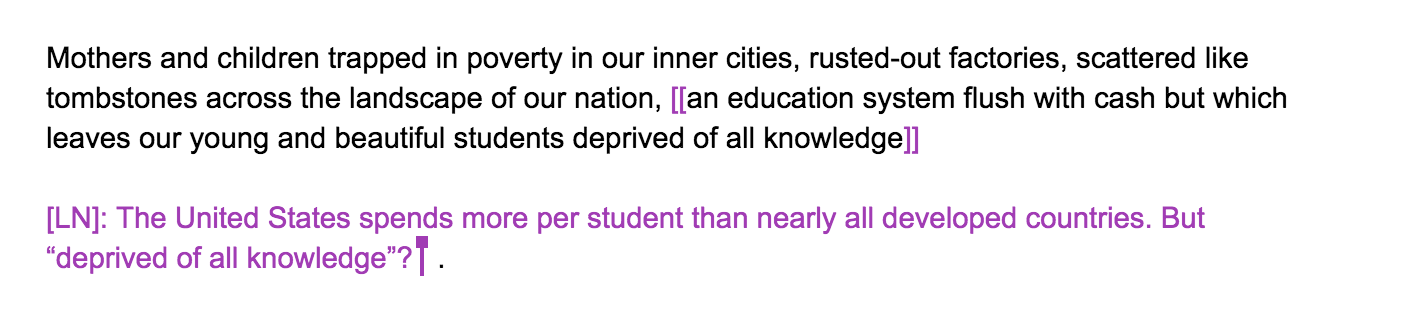 Mothers and children trapped in poverty in our inner cities, rusted-out factories, scattered like
tombstones across the landscape of our nation, [[an education system flush with cash but which
leaves our young and beautiful students deprived of all knowledge]]
[LN]: The United States spends more per student than nearly all developed countries. But
“deprived of all knowledge”? .